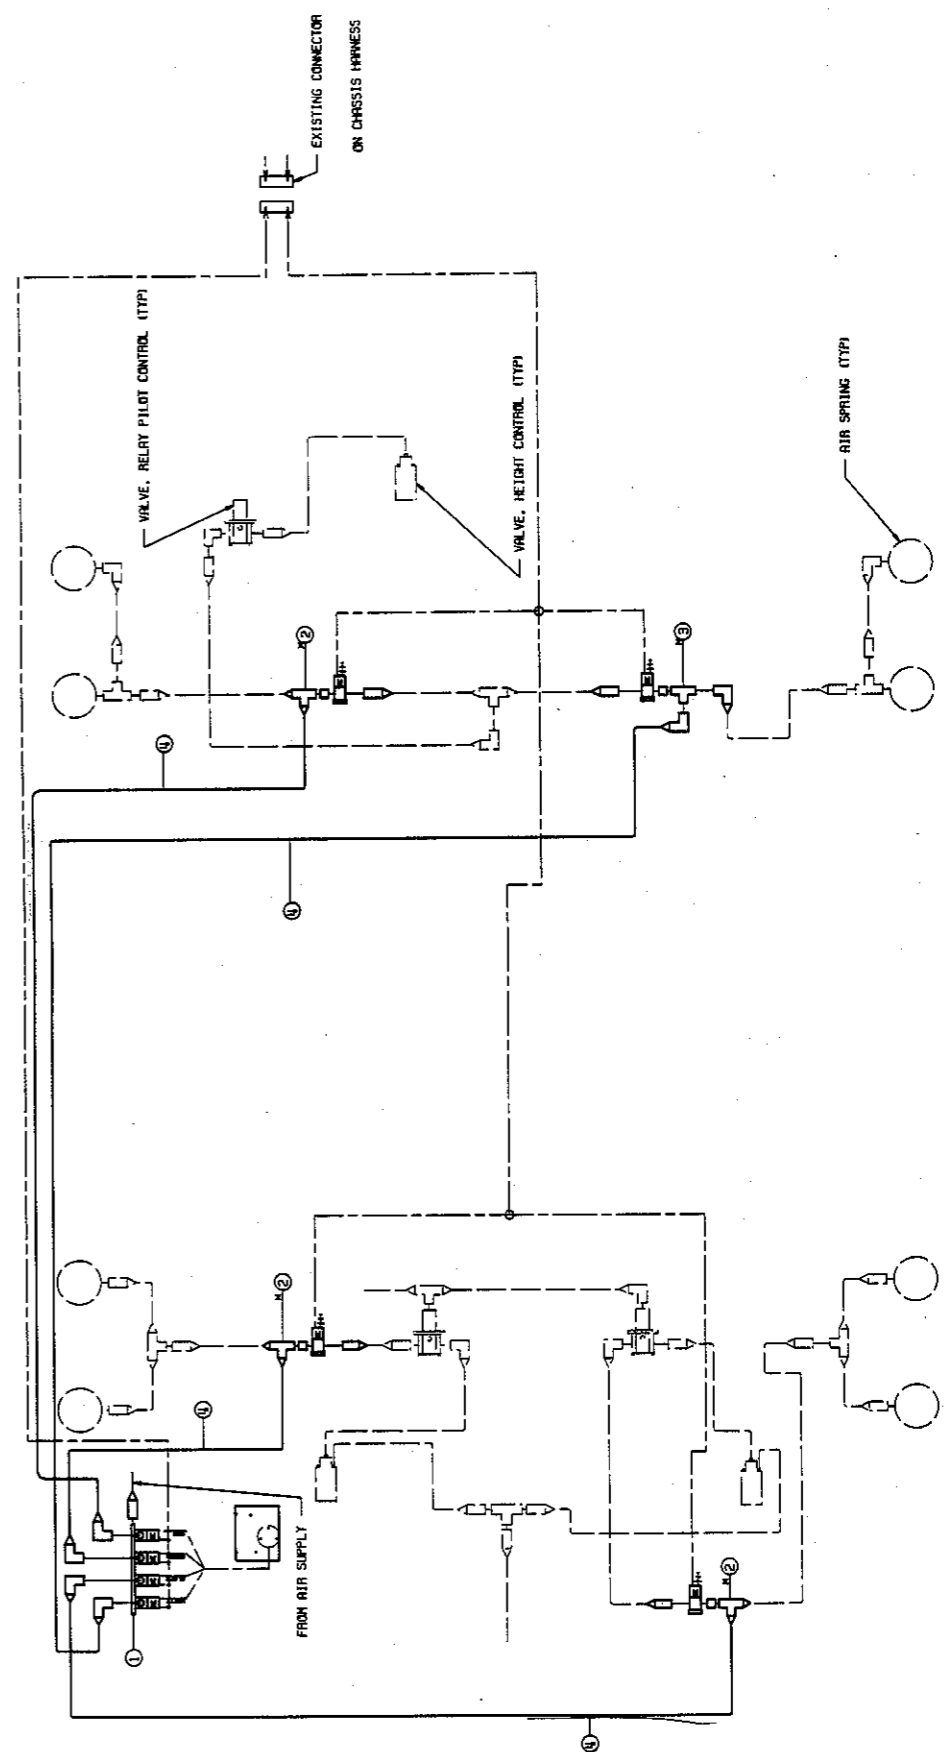 EXISTING CONNECTOR
ON CHASSIS HARNESS
VALVE, RELAY PILOT CONTROL (TYP)
VALVE, HEIGHT CONTROL (TYP)
AIR SPRING (TYP)
M 2
M 3
4
4
M 2
4
FROM AIR SUPPLY
1
M 2
4